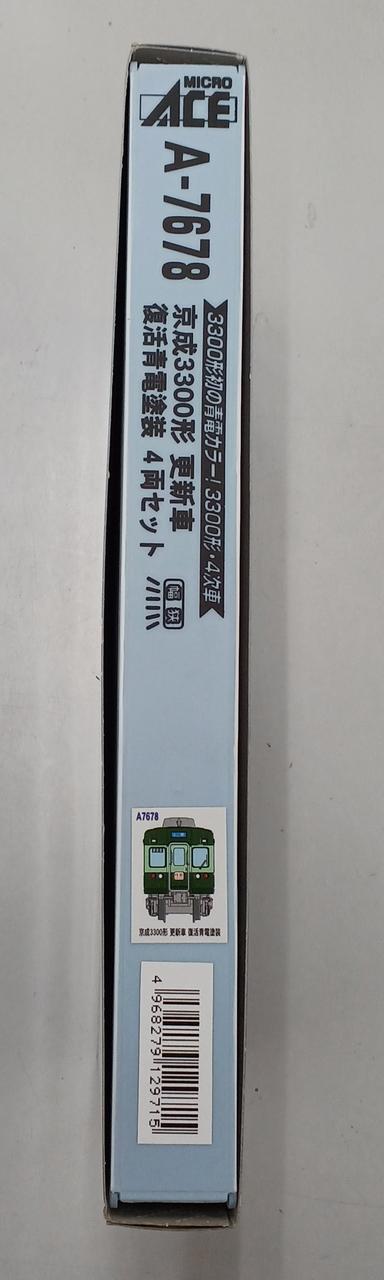 MICRO
ACE
A-7678
3300形初の青電カラー！3300形・4次車
京成3300形 更新車
復活青電塗装 4両セット
幅 狭
A7678
京成3300形 更新車 復活青電塗装
4968279129715